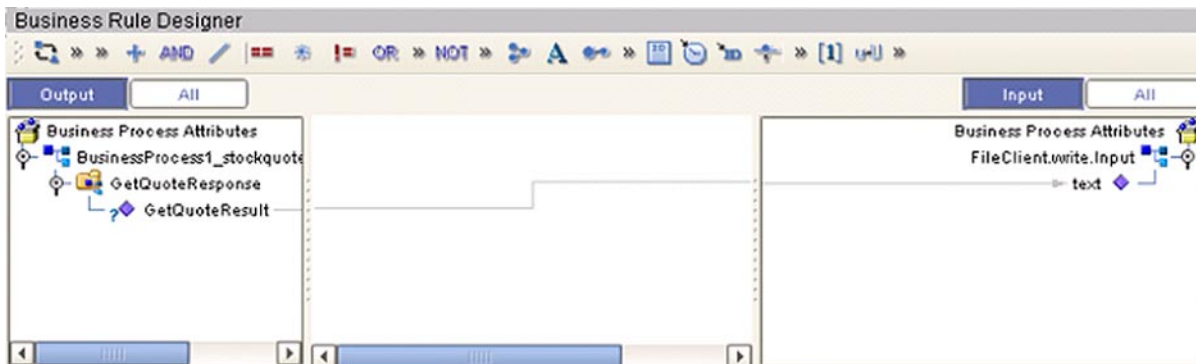 Business Rule Designer
» » AND == != OR » NOT » A » 10 » [1] »
Output All Input All
Business Process Attributes
BusinessProcess1_stockquote
GetQuoteResponse
? GetQuoteResult
Business Process Attributes
FileClient.write.Input
text